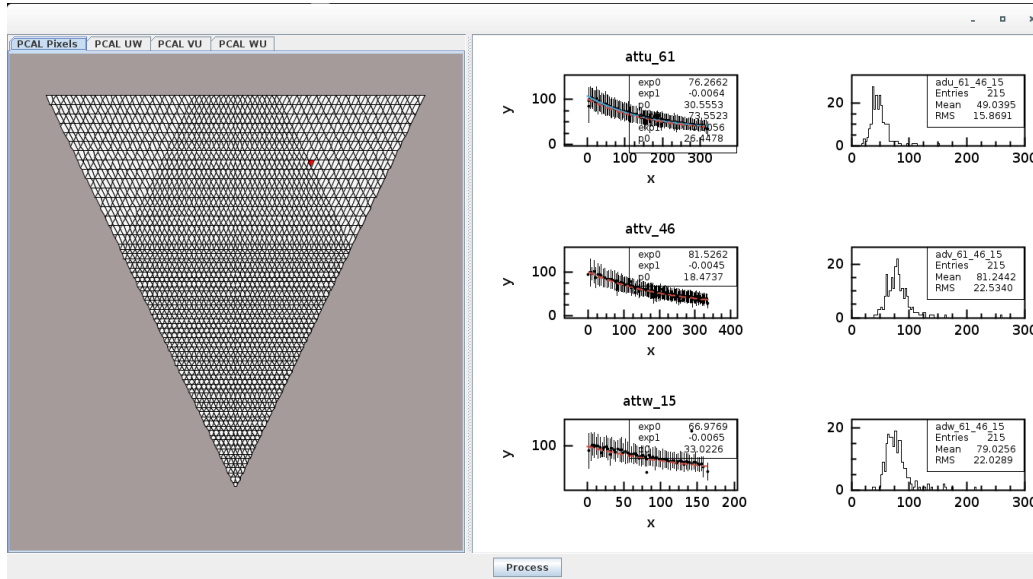 PCAL Pixels PCAL UW PCAL VU PCAL WU
attu_61
exp0 76.2662
exp1 -0.0064
p0 30.5553
73.5523
exp1
p0 26.4478
y
100
0
0 100 200 300
x
adu_61_46_15
Entries 215
Mean 49.0395
RMS 15.8691
20
0
0 100 200 300
attv_46
exp0 81.5262
exp1 -0.0045
p0 18.4737
y
100
0
0 100 200 300 400
x
adv_61_46_15
Entries 215
Mean 81.2442
RMS 22.5340
20
0
0 100 200 300
attw_15
exp0 66.9769
exp1 -0.0065
p0 33.0226
y
100
0 50 100 150 200
x
adw_61_46_15
Entries 215
Mean 79.0256
RMS 22.0289
20
0
0 100 200 300
Process